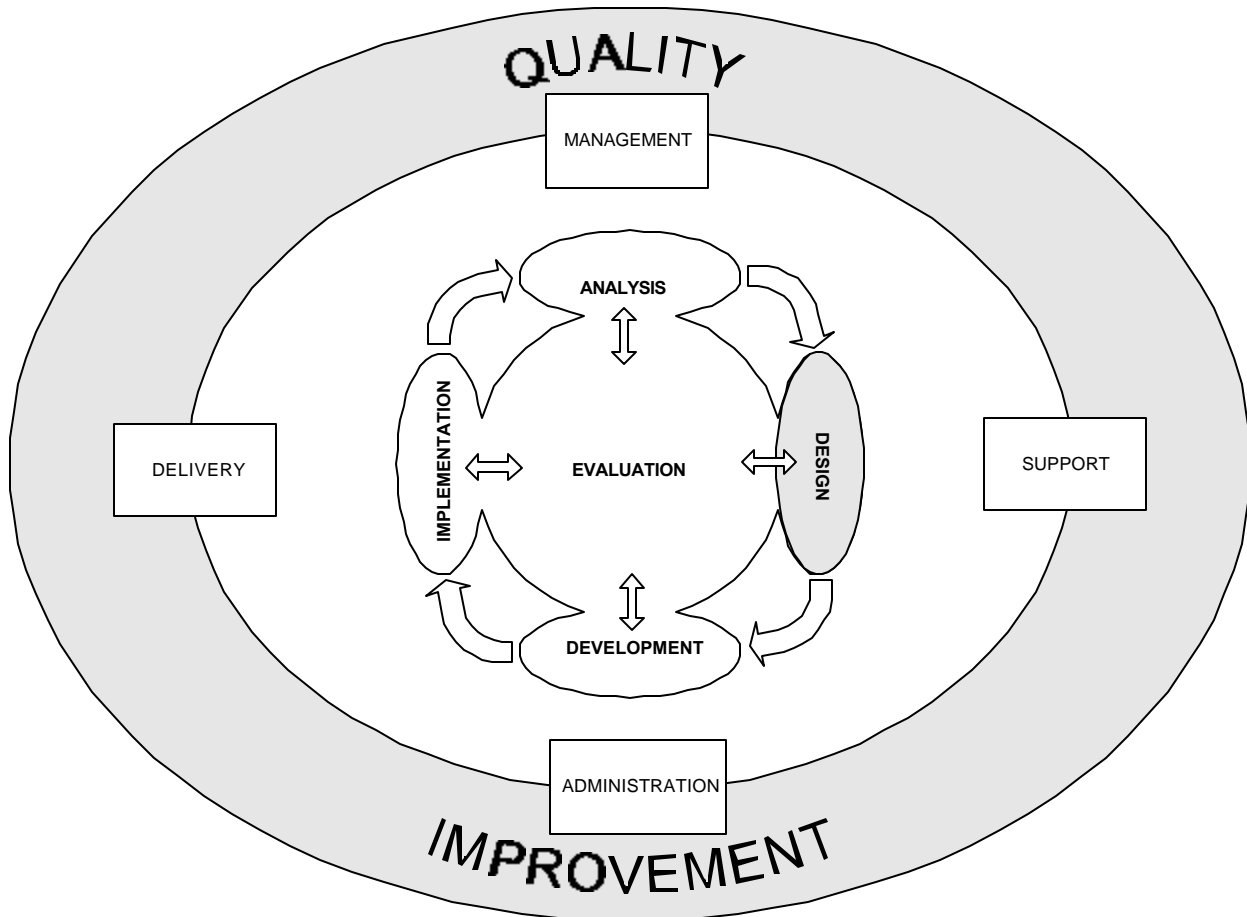 QUALITY
MANAGEMENT
ANALYSIS
IMPLEMENTATION
DESIGN
DELIVERY
EVALUATION
SUPPORT
DEVELOPMENT
ADMINISTRATION
IMPROVEMENT